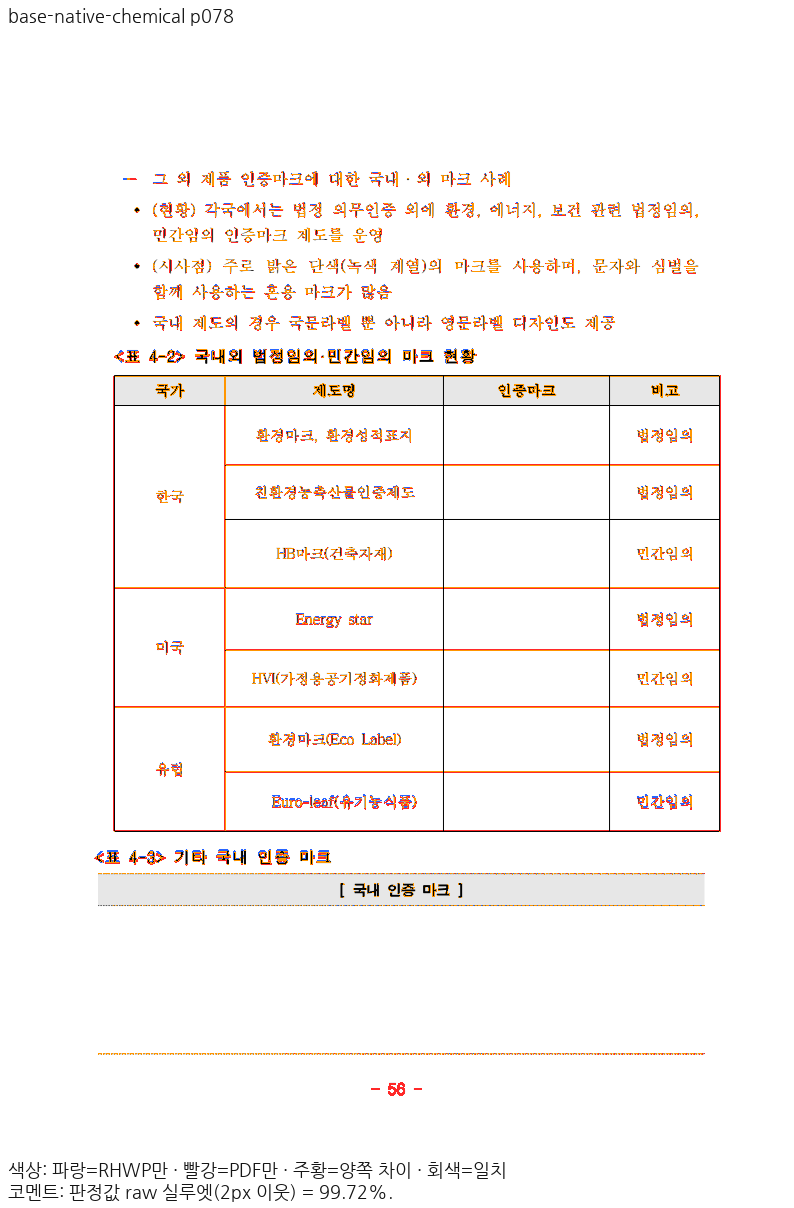 base-native-chemical p078
— 그 외 제품 인증마크에 대한 국내 · 외 마크 사례
• (현황) 각국에서는 법정 의무인증 외에 환경, 에너지, 보건 관련 법정임의,
민간임의 인증마크 제도를 운영
• (시사점) 주로 밝은 단색(녹색 계열)의 마크를 사용하며, 문자와 심벌을
함께 사용하는 혼용 마크가 많음
• 국내 제도의 경우 국문라벨 뿐 아니라 영문라벨 디자인도 제공
<표 4-2> 국내외 법정임의·민간임의 마크 현황
국가 제도명 인증마크 비고
환경마크, 환경성적표지 법정임의
한국 친환경농축산물인증제도 법정임의
HB마크(건축자재) 민간임의
미국 Energy star 법정임의
HVI(가정용공기정화제품) 민간임의
유럽 환경마크(Eco Label) 법정임의
Euro-leaf(유기농식품) 민간임의
<표 4-3> 기타 국내 인증 마크
[ 국내 인증 마크 ]
- 56 -
색상: 파랑=RHWP만 · 빨강=PDF만 · 주황=양쪽 차이 · 회색=일치
코멘트: 판정값 raw 실루엣(2px 이웃) = 99.72%.